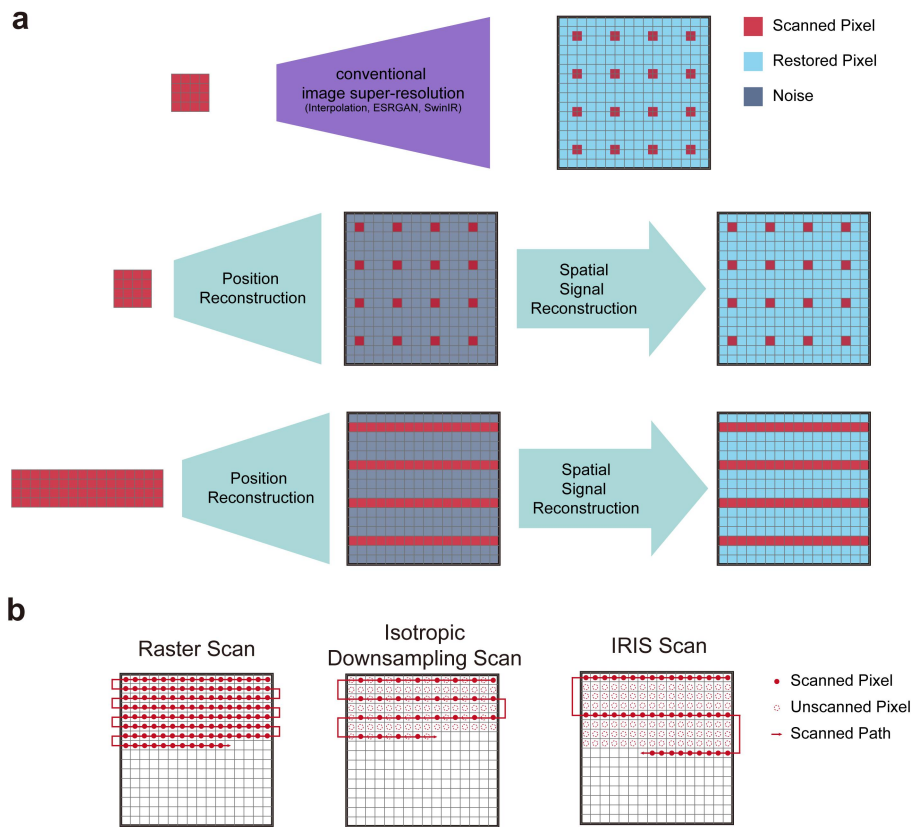 a
conventional
image super-resolution
(Interpolation, ESRGAN, SwinIR)
Scanned Pixel
Restored Pixel
Noise
Position
Reconstruction
Spatial
Signal
Reconstruction
Position
Reconstruction
Spatial
Signal
Reconstruction
b
Raster Scan
Isotropic
Downsampling Scan
IRIS Scan
Scanned Pixel
Unscanned Pixel
Scanned Path